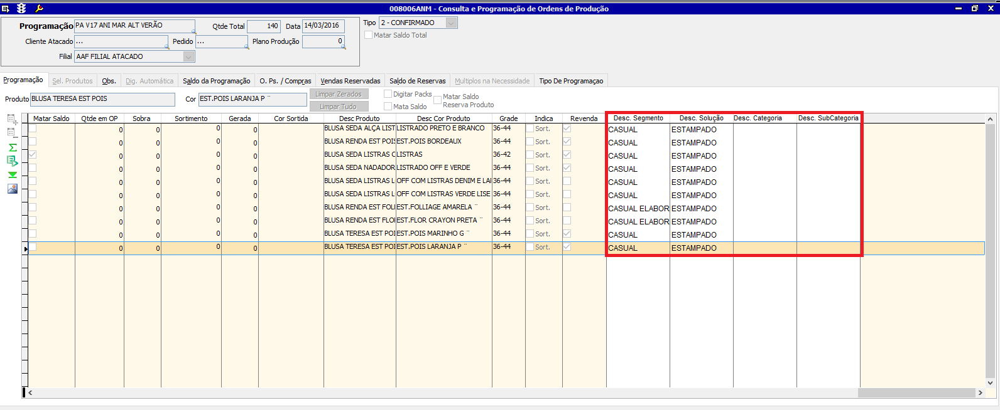 008006ANM - Consulta e Programação de Ordens de Produção
Programação PA V17 ANI MAR ALT VERÃO Qtde Total 140 Data 14/03/2016 Tipo 2 - CONFIRMADO
Matar Saldo Total
Cliente Atacado ... Pedido ... Plano Produção 0
Filial AAF FILIAL ATACADO
Programação Sel. Produtos Obs. Dig. Automática Saldo da Programação O. Ps. / Compras Vendas Reservadas Saldo de Reservas Multiplos na Necessidade Tipo De Programaçao
Produto BLUSA TERESA EST POIS Cor EST.POIS LARANJA P ¨ Limpar Zerados Digitar Packs Matar Saldo
Limpar Tudo Mata Saldo Reserva Produto
Matar Saldo Qtde em OP Sobra Sortimento Gerada Cor Sortida Desc Produto Desc Cor Produto Grade Indica Revenda Desc. Segmento Desc. Solução Desc. Categoria Desc. SubCategoria
0 0 0 0 BLUSA SEDA ALÇA LIST LISTRADO PRETO E BRANCO 36-44 Sort. CASUAL ESTAMPADO
0 0 0 0 BLUSA RENDA EST POIS EST.POIS BORDEAUX 36-44 Sort. CASUAL ESTAMPADO
0 0 0 0 BLUSA SEDA LISTRAS C LISTRAS 36-42 Sort. CASUAL ESTAMPADO
0 0 0 0 BLUSA SEDA NADADOR LISTRADO OFF E VERDE 36-44 Sort. CASUAL ESTAMPADO
0 0 0 0 BLUSA SEDA LISTRAS L OFF COM LISTRAS DENIM E LA 36-44 Sort. CASUAL ESTAMPADO
0 0 0 0 BLUSA SEDA LISTRAS L OFF COM LISTRAS VERDE LISE 36-44 Sort. CASUAL ESTAMPADO
0 0 0 0 BLUSA RENDA EST FOLI EST.FOLLIAGE AMARELA ¨ 36-44 Sort. CASUAL ELABOR ESTAMPADO
0 0 0 0 BLUSA RENDA EST FLO EST.FLOR CRAYON PRETA ¨ 36-44 Sort. CASUAL ELABOR ESTAMPADO
0 0 0 0 BLUSA TERESA EST POI EST.POIS MARINHO G ¨ 36-44 Sort. CASUAL ESTAMPADO
0 0 0 0 BLUSA TERESA EST POI EST.POIS LARANJA P ¨ 36-44 Sort. CASUAL ESTAMPADO